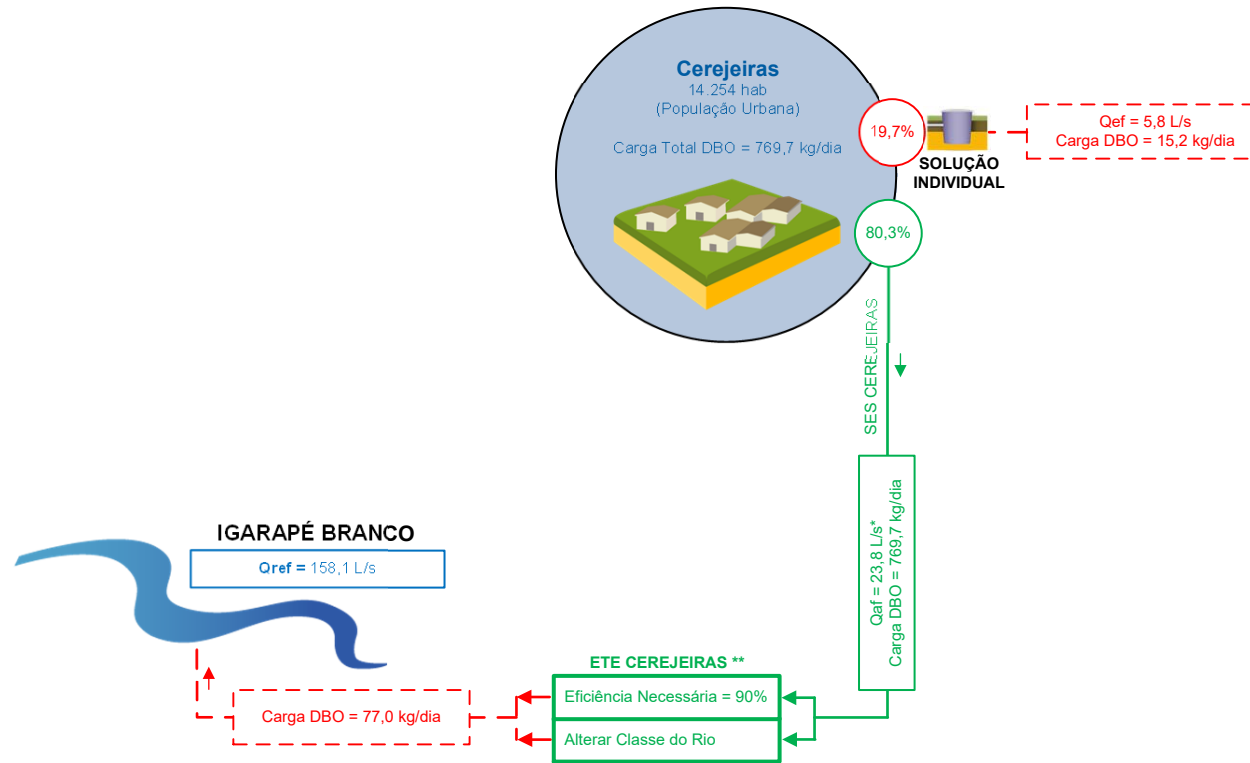 Cerejeiras
14.254 hab
(População Urbana)
Carga Total DBO = 769,7 kg/dia
19,7%
SOLUÇÃO
INDIVIDUAL
Qef = 5,8 L/s
Carga DBO = 15,2 kg/dia
80,3%
SES CEREJEIRAS
Qaf = 23,8 L/s*
Carga DBO = 769,7 kg/dia
IGARAPÉ BRANCO
Qref = 158,1 L/s
ETE CEREJEIRAS **
Eficiência Necessária = 90%
Alterar Classe do Rio
Carga DBO = 77,0 kg/dia